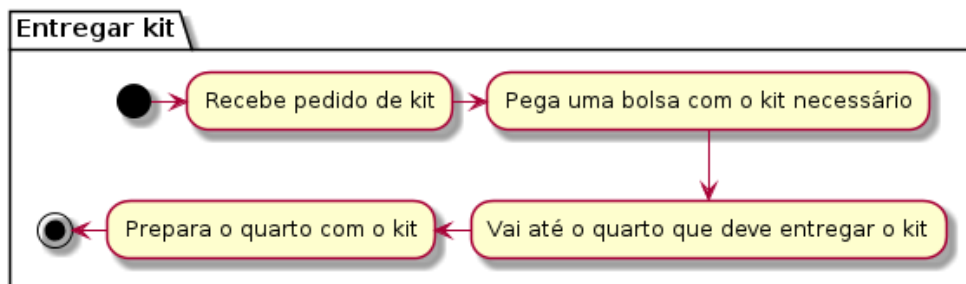 Entregar kit
Recebe pedido de kit
Pega uma bolsa com o kit necessário
Vai até o quarto que deve entregar o kit
Prepara o quarto com o kit